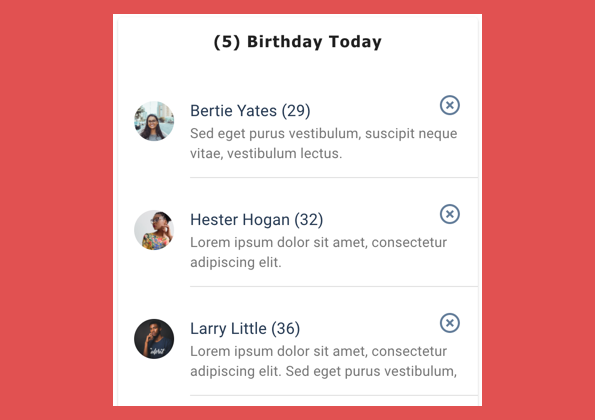 (5) Birthday Today
Bertie Yates (29)
Sed eget purus vestibulum, suscipit neque
vitae, vestibulum lectus.
Hester Hogan (32)
Lorem ipsum dolor sit amet, consectetur
adipiscing elit.
Larry Little (36)
Lorem ipsum dolor sit amet, consectetur
adipiscing elit. Sed eget purus vestibulum,